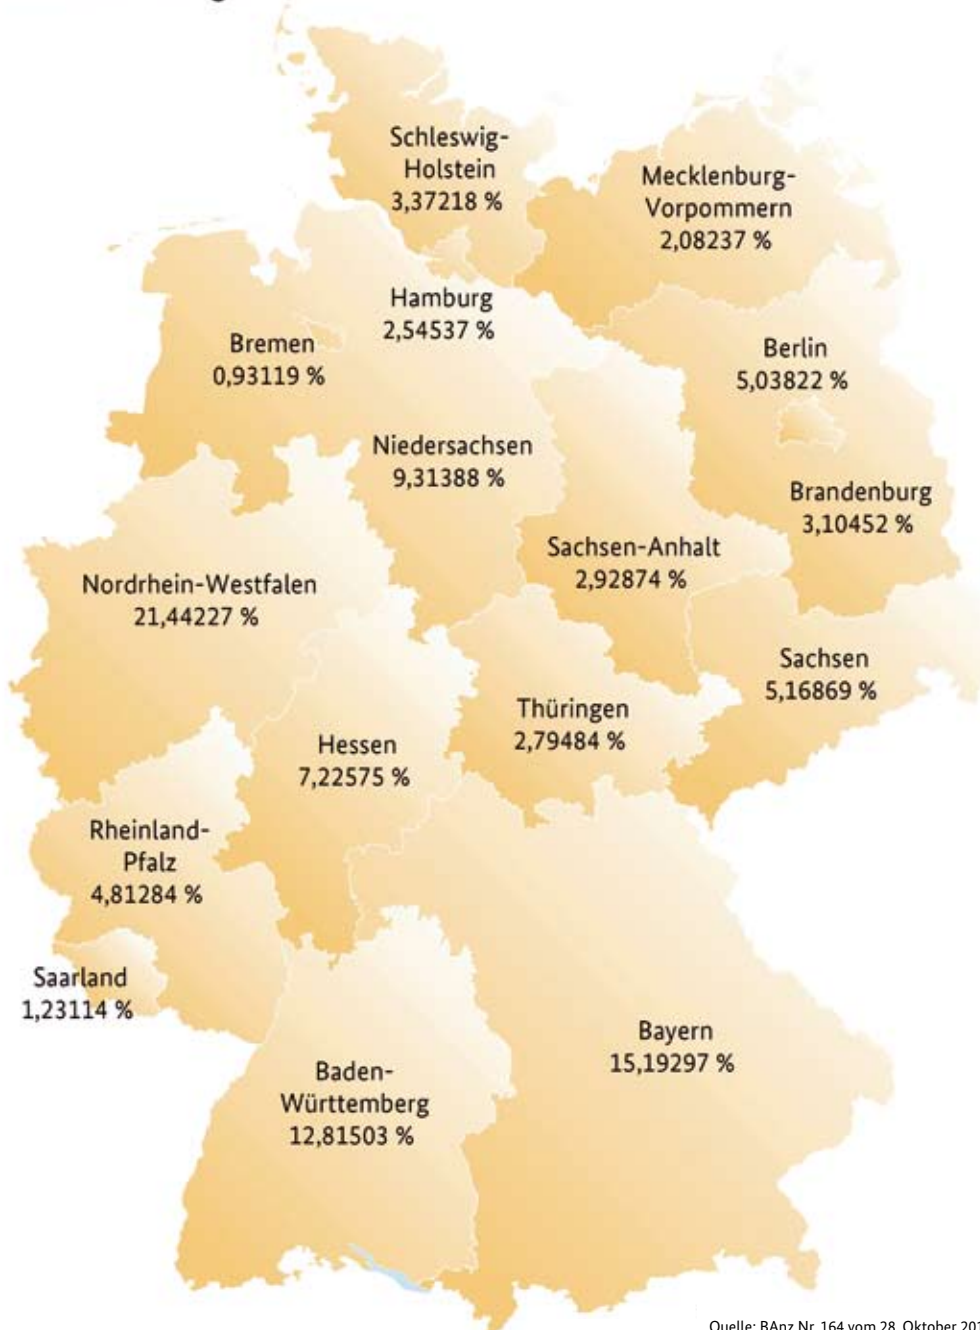 Schleswig-
Holstein
3,37218 %
Mecklenburg-
Vorpommern
2,08237 %
Hamburg
2,54537 %
Bremen
0,93119 %
Berlin
5,03822 %
Niedersachsen
9,31388 %
Brandenburg
3,10452 %
Sachsen-Anhalt
2,92874 %
Nordrhein-Westfalen
21,44227 %
Sachsen
5,16869 %
Thüringen
2,79484 %
Hessen
7,22575 %
Rheinland-
Pfalz
4,81284 %
Saarland
1,23114 %
Bayern
15,19297 %
Baden-
Württemberg
12,81503 %
Quelle: BAnz Nr. 164 vom 28. Oktober